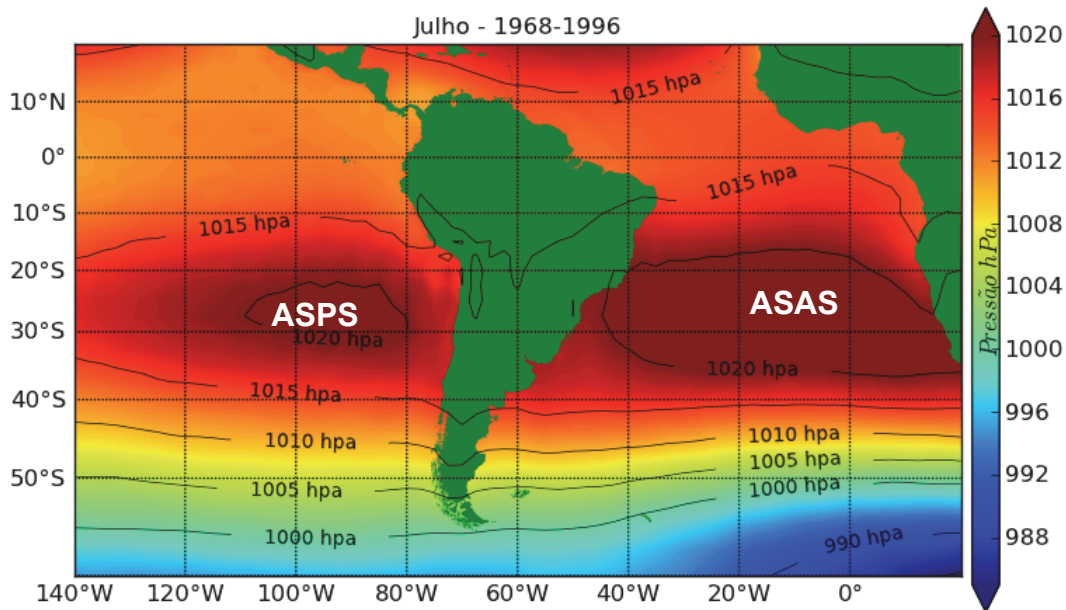 Julho - 1968-1996
1015 hpa
1015 hpa
1015 hpa
ASPS
ASAS
1020 hpa
1020 hpa
1015 hpa
1010 hpa
1010 hpa
1005 hpa
1005 hpa
1000 hpa
1000 hpa
990 hpa
10°N
0°
10°S
20°S
30°S
40°S
50°S
140°W
120°W
100°W
80°W
60°W
40°W
20°W
0°
1020
1016
1012
1008
1004
1000
996
992
988
Pressão hPa